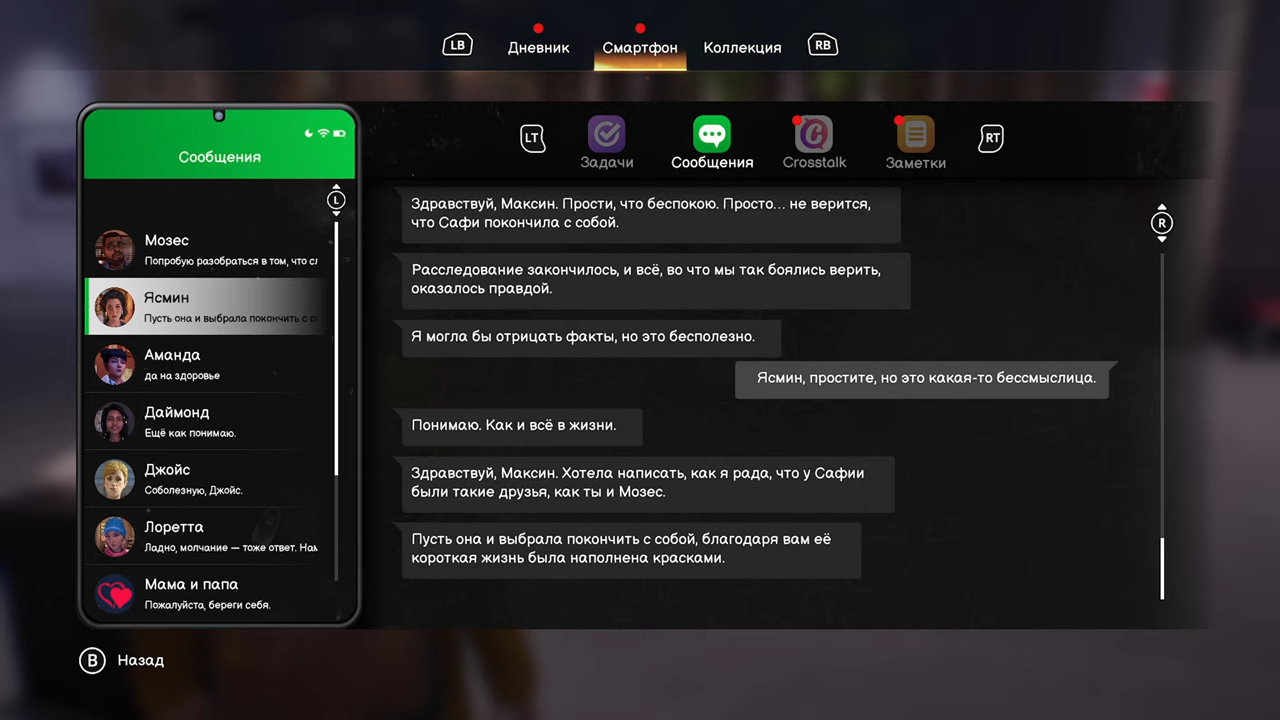 LB
Дневник
Смартфон
Коллекция
RB
Сообщения
L
Мозес
Попробую разобраться в том, что сл
Ясмин
Пусть она и выбрала покончить с с
Аманда
да на здоровье
Даймонд
Ещё как понимаю.
Джойс
Соболезную, Джойс.
Лоретта
Ладно, молчание — тоже ответ. Нам
Мама и папа
Пожалуйста, береги себя.
LT
Задачи
Сообщения
Crosstalk
Заметки
RT
R
Здравствуй, Максин. Прости, что беспокою. Просто... не верится,
что Сафи покончила с собой.
Расследование закончилось, и всё, во что мы так боялись верить,
оказалось правдой.
Я могла бы отрицать факты, но это бесполезно.
Ясмин, простите, но это какая-то бессмыслица.
Понимаю. Как и всё в жизни.
Здравствуй, Максин. Хотела написать, как я рада, что у Сафии
были такие друзья, как ты и Мозес.
Пусть она и выбрала покончить с собой, благодаря вам её
короткая жизнь была наполнена красками.
B
Назад